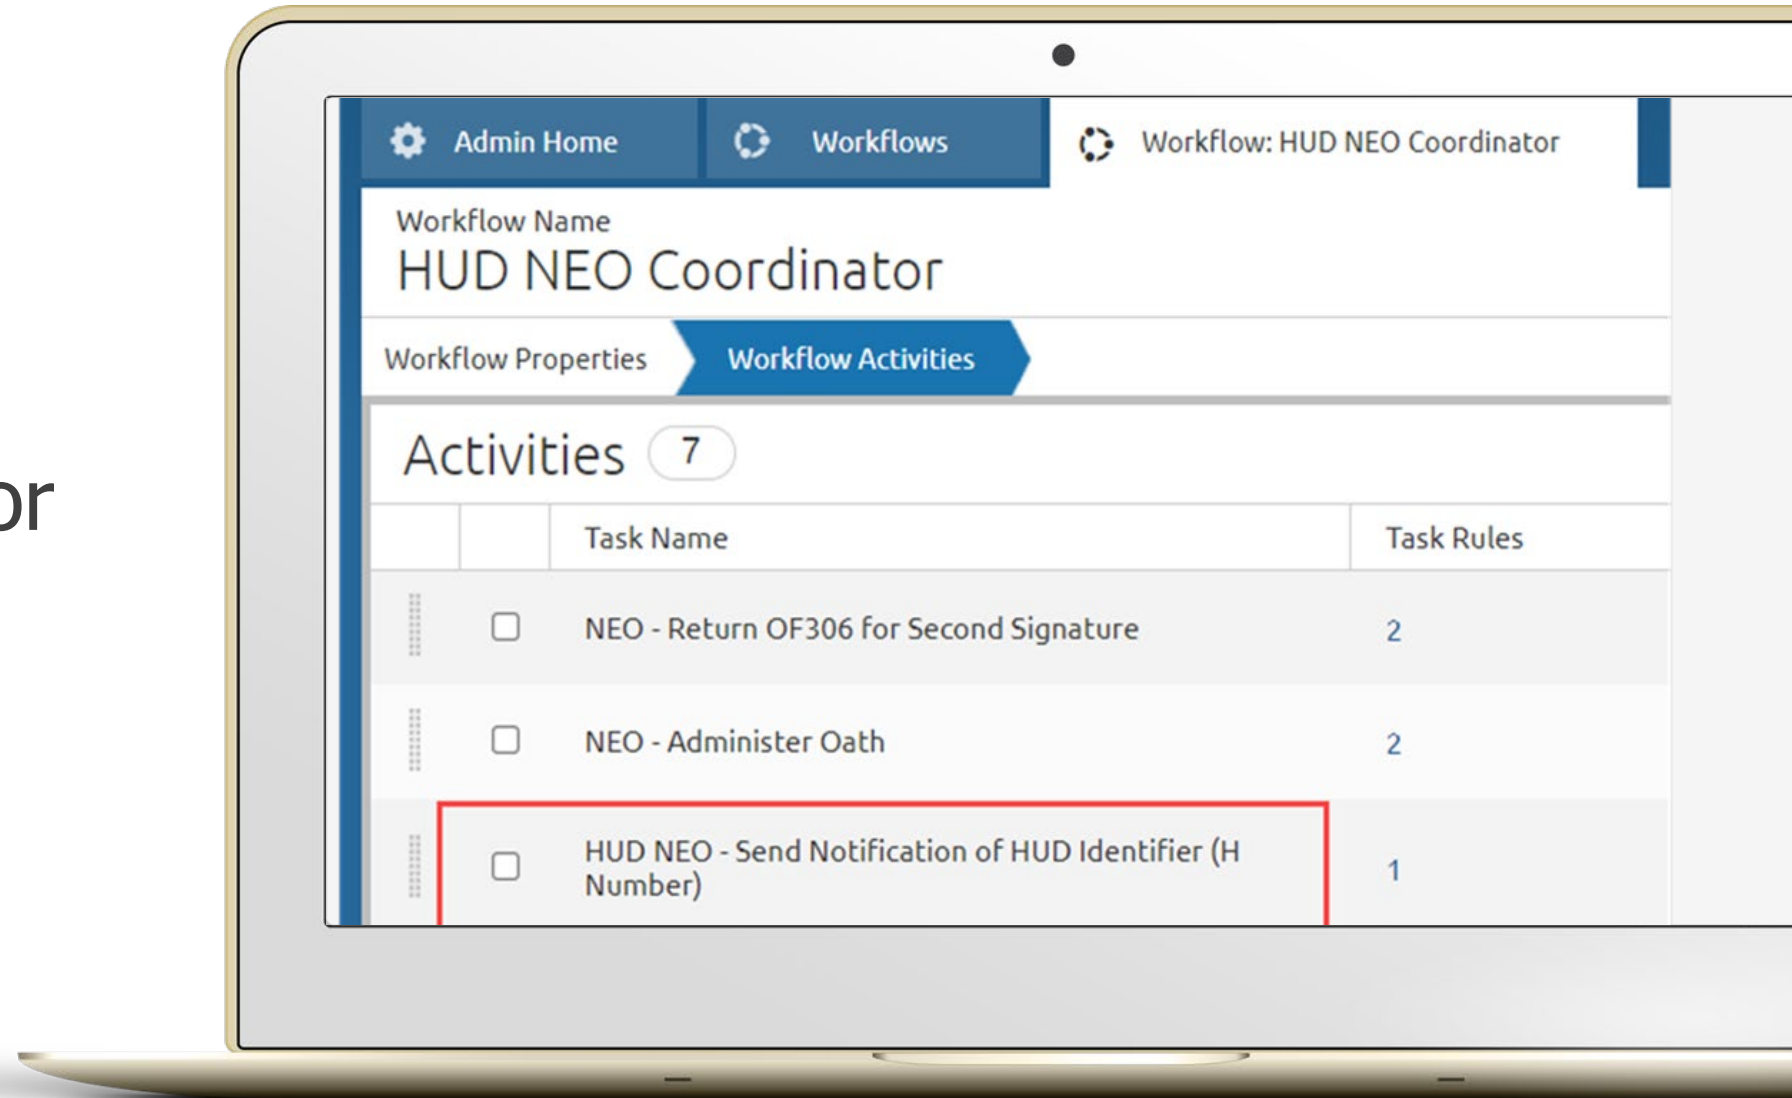 Admin Home
Workflows
Workflow: HUD NEO Coordinator
Workflow Name
HUD NEO Coordinator
Workflow Properties
Workflow Activities
Activities 7
or
Task Name
Task Rules
NEO - Return OF306 for Second Signature
2
NEO - Administer Oath
2
HUD NEO - Send Notification of HUD Identifier (H
Number)
1